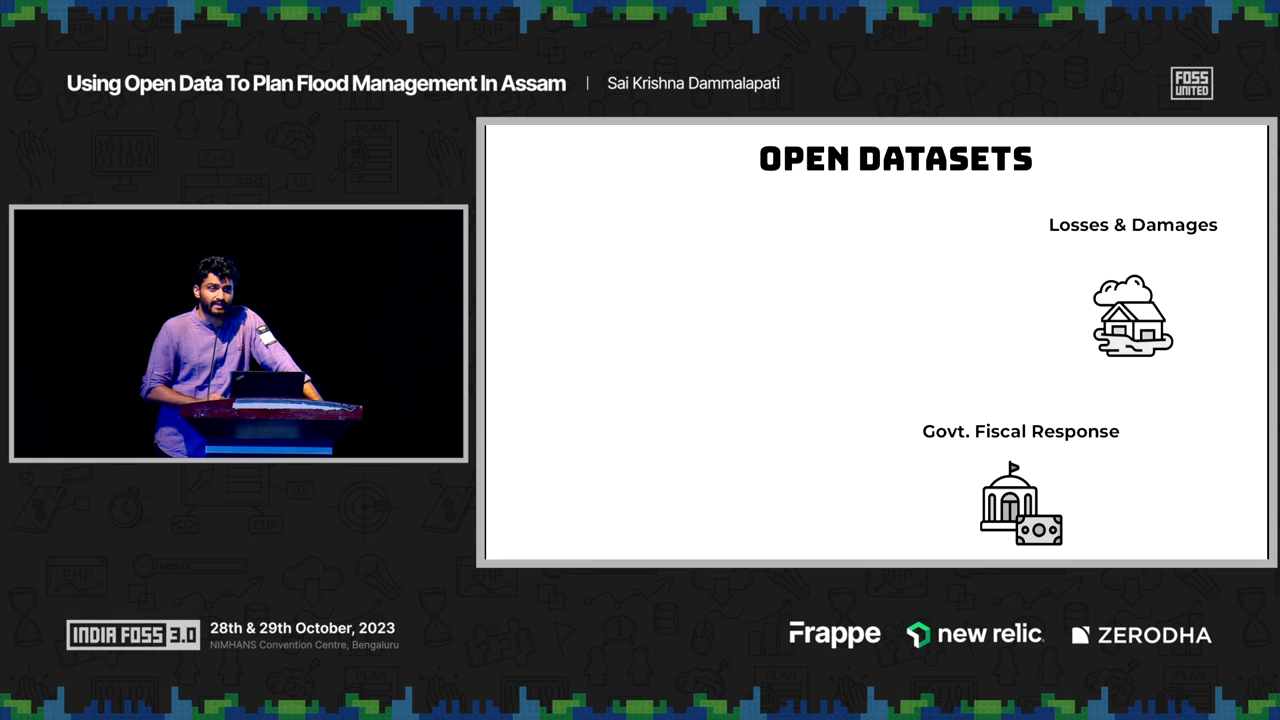 Using Open Data To Plan Flood Management In Assam | Sai Krishna Dammalapati
FOSS
UNITED
OPEN DATASETS
Losses & Damages
Govt. Fiscal Response
INDIA FOSS 3.0
28th & 29th October, 2023
NIMHANS Convention Centre, Bengaluru
Frappe
new relic
ZERODHA